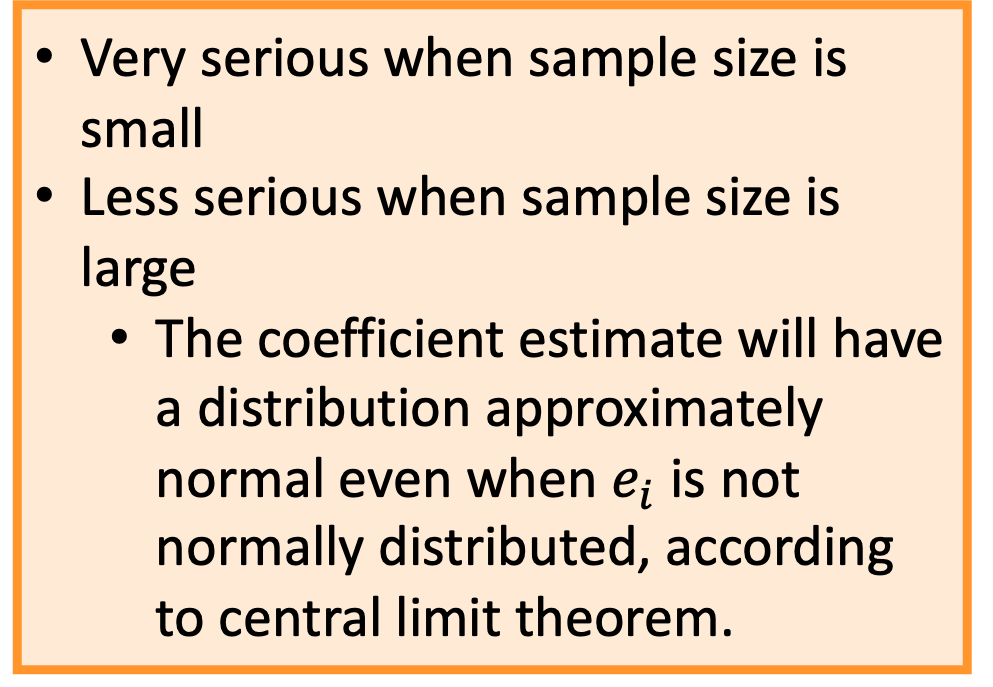 • Very serious when sample size is
small
• Less serious when sample size is
large
• The coefficient estimate will have
a distribution approximately
normal even when eᵢ is not
normally distributed, according
to central limit theorem.